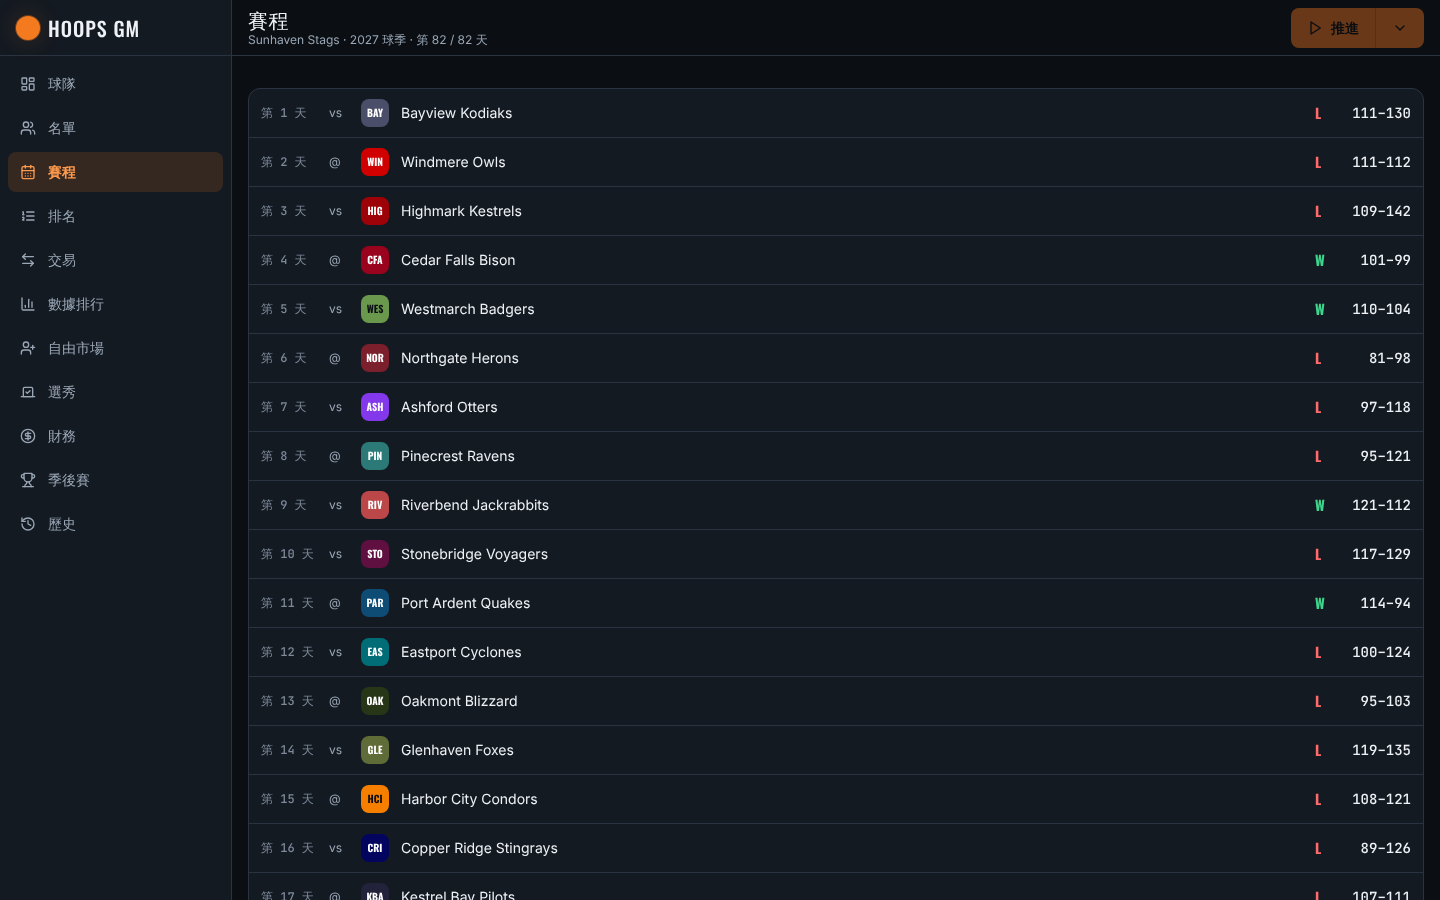 HOOPS GM
球隊
名單
賽程
排名
交易
數據排行
自由市場
選秀
財務
季後賽
歷史
賽程
Sunhaven Stags · 2027 球季 · 第 82 / 82 天
推進
第 1 天 vs BAY Bayview Kodiaks L 111–130
第 2 天 @ WIN Windmere Owls L 111–112
第 3 天 vs HIG Highmark Kestrels L 109–142
第 4 天 @ CFA Cedar Falls Bison W 101–99
第 5 天 vs WES Westmarch Badgers W 110–104
第 6 天 @ NOR Northgate Herons L 81–98
第 7 天 vs ASH Ashford Otters L 97–118
第 8 天 @ PIN Pinecrest Ravens L 95–121
第 9 天 vs RIV Riverbend Jackrabbits W 121–112
第 10 天 vs STO Stonebridge Voyagers L 117–129
第 11 天 @ PAR Port Ardent Quakes W 114–94
第 12 天 vs EAS Eastport Cyclones L 100–124
第 13 天 @ OAK Oakmont Blizzard L 95–103
第 14 天 vs GLE Glenhaven Foxes L 119–135
第 15 天 @ HCI Harbor City Condors L 108–121
第 16 天 vs CRI Copper Ridge Stingrays L 89–126
第 17 天 @ KBA Kestrel Bay Pilots L 107–111